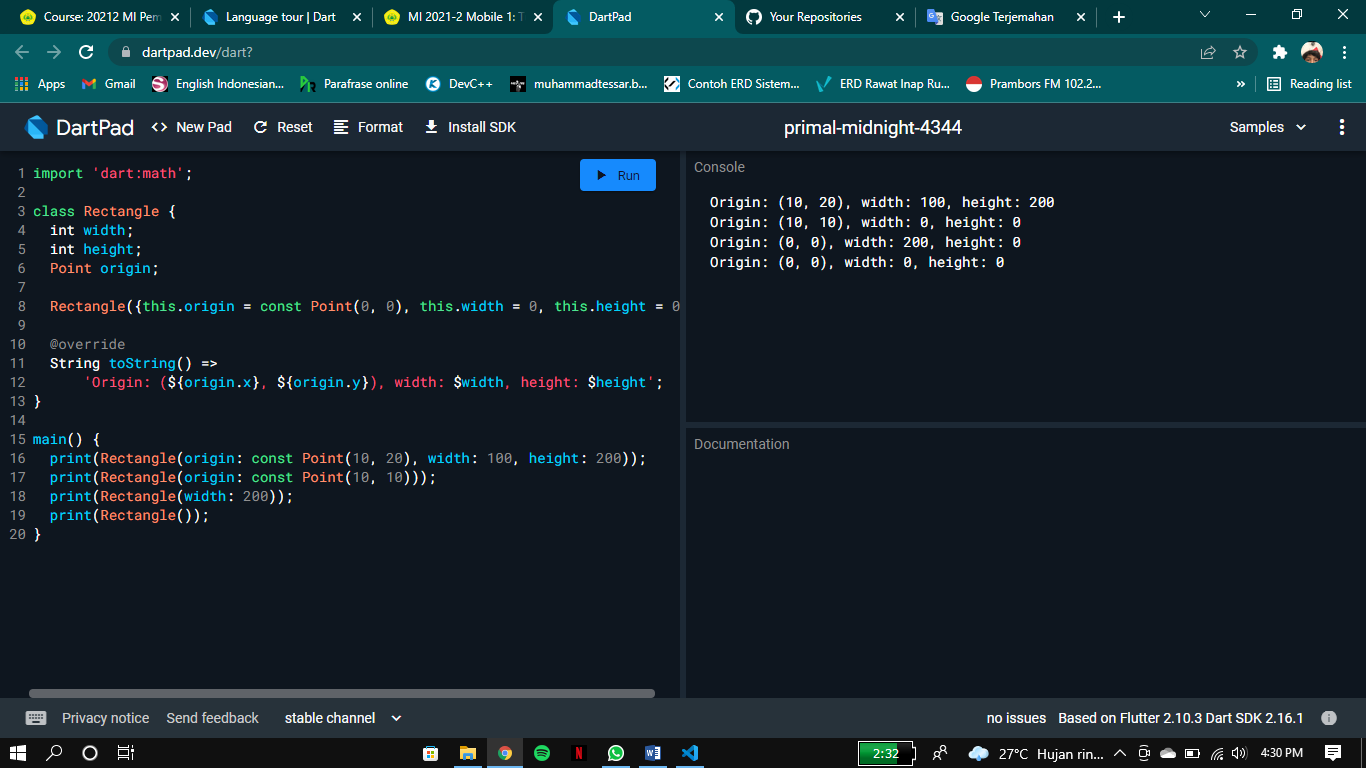 Course: 20212 MI Pem
Language tour | Dart
MI 2021-2 Mobile 1: T
DartPad
Your Repositories
Google Terjemahan
dartpad.dev/dart?
Apps
Gmail
English Indonesian...
Parafrase online
DevC++
muhammadtessar.b...
Contoh ERD Sistem...
ERD Rawat Inap Ru...
Prambors FM 102.2...
»
Reading list
DartPad
<> New Pad
Reset
Format
Install SDK
primal-midnight-4344
Samples
1 import 'dart:math';
2
3 class Rectangle {
4   int width;
5   int height;
6   Point origin;
7
8   Rectangle({this.origin = const Point(0, 0), this.width = 0, this.height = 0
9
10   @override
11   String toString() =>
12       'Origin: (${origin.x}, ${origin.y}), width: $width, height: $height';
13 }
14
15 main() {
16   print(Rectangle(origin: const Point(10, 20), width: 100, height: 200));
17   print(Rectangle(origin: const Point(10, 10)));
18   print(Rectangle(width: 200));
19   print(Rectangle());
20 }
Run
Console
Origin: (10, 20), width: 100, height: 200
Origin: (10, 10), width: 0, height: 0
Origin: (0, 0), width: 200, height: 0
Origin: (0, 0), width: 0, height: 0
Documentation
Privacy notice
Send feedback
stable channel
no issues
Based on Flutter 2.10.3 Dart SDK 2.16.1
2:32
27°C Hujan rin...
4:30 PM